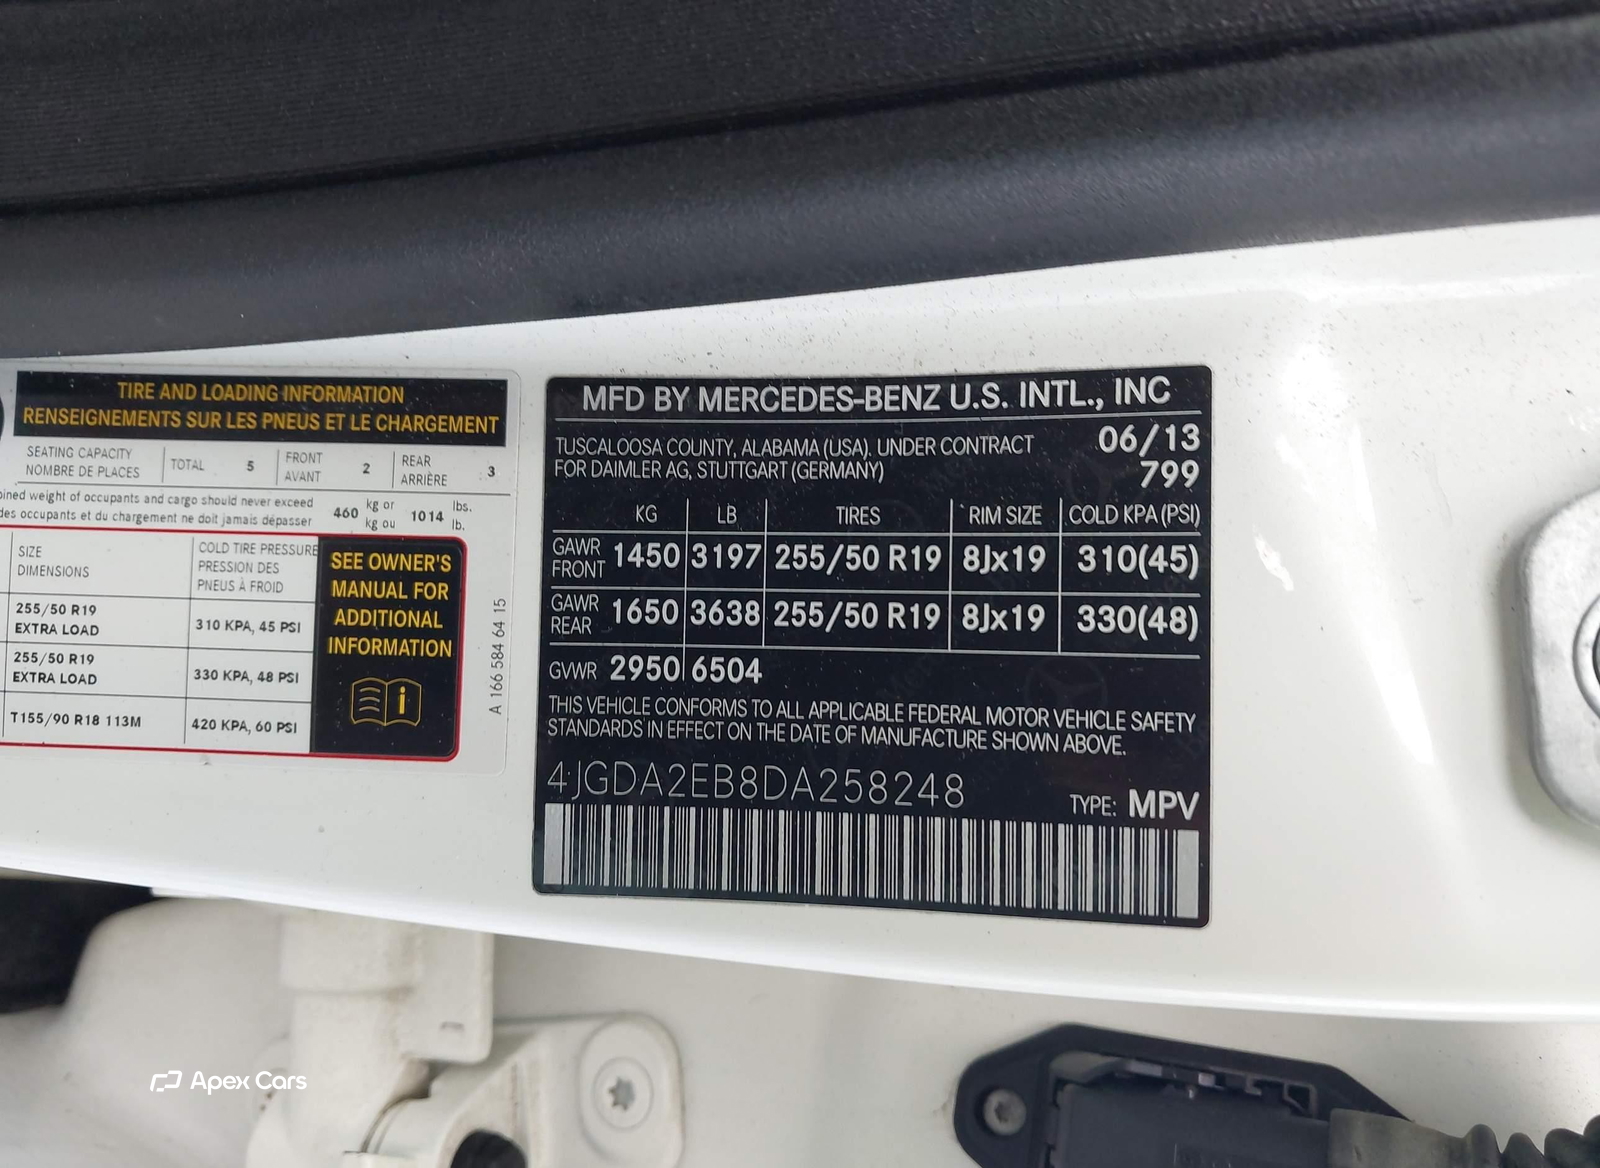 TIRE AND LOADING INFORMATION
RENSEIGNEMENTS SUR LES PNEUS ET LE CHARGEMENT
SEATING CAPACITY
NOMBRE DE PLACES
TOTAL 5
FRONT
AVANT
2
REAR
ARRIÈRE
3
weight of occupants and cargo should never exceed
des occupants et du chargement ne doit jamais dépasser
460
kg or
kg ou
1014
lbs.
lb.
SIZE
DIMENSIONS
COLD TIRE PRESSURE
PRESSION DES
PNEUS À FROID
255/50 R19
EXTRA LOAD
310 KPA, 45 PSI
255/50 R19
EXTRA LOAD
330 KPA, 48 PSI
T155/90 R18 113M
420 KPA, 60 PSI
SEE OWNER'S
MANUAL FOR
ADDITIONAL
INFORMATION
i
A 166 584 64 15
MFD BY MERCEDES-BENZ U.S. INTL., INC
TUSCALOOSA COUNTY, ALABAMA (USA). UNDER CONTRACT
FOR DAIMLER AG, STUTTGART (GERMANY)
06/13
799
KG LB TIRES RIM SIZE COLD KPA (PSI)
GAWR
FRONT
1450 3197 255/50 R19 8Jx19 310(45)
GAWR
REAR
1650 3638 255/50 R19 8Jx19 330(48)
GVWR 2950 6504
THIS VEHICLE CONFORMS TO ALL APPLICABLE FEDERAL MOTOR VEHICLE SAFETY
STANDARDS IN EFFECT ON THE DATE OF MANUFACTURE SHOWN ABOVE.
4JGDA2EB8DA258248
TYPE: MPV
Apex Cars